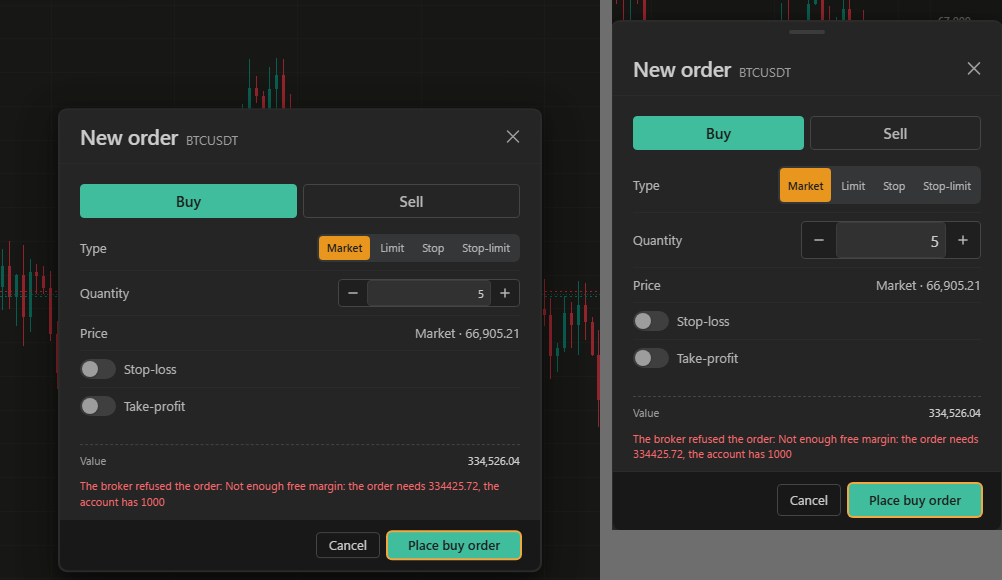 New order BTCUSDT
Buy Sell
Type Market Limit Stop Stop-limit
Quantity − 5 +
Price Market · 66,905.21
Stop-loss
Take-profit
Value 334,526.04
The broker refused the order: Not enough free margin: the order needs 334425.72, the
account has 1000
Cancel Place buy order
New order BTCUSDT
Buy Sell
Type Market Limit Stop Stop-limit
Quantity − 5 +
Price Market · 66,905.21
Stop-loss
Take-profit
Value 334,526.04
The broker refused the order: Not enough free margin: the order needs
334425.72, the account has 1000
Cancel Place buy order